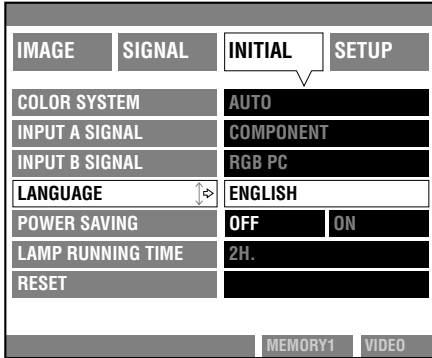 IMAGE SIGNAL INITIAL SETUP
COLOR SYSTEM AUTO
INPUT A SIGNAL COMPONENT
INPUT B SIGNAL RGB PC
LANGUAGE ENGLISH
POWER SAVING OFF ON
LAMP RUNNING TIME 2H.
RESET
MEMORY1 VIDEO